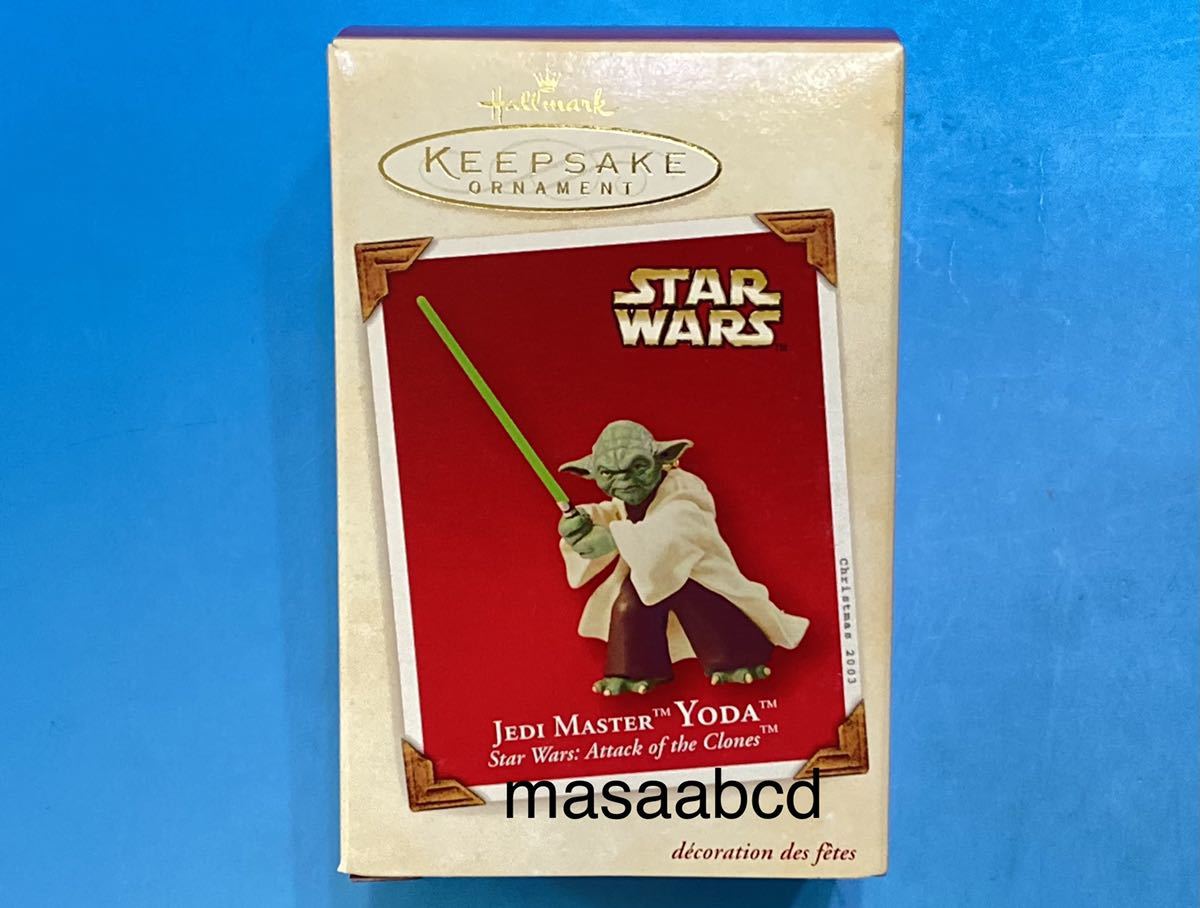 Hallmark
KEEPSAKE
ORNAMENT
STAR
WARS™
Christmas 2003
JEDI MASTER™ YODA™
Star Wars: Attack of the Clones™
masaabcd
décoration des fêtes